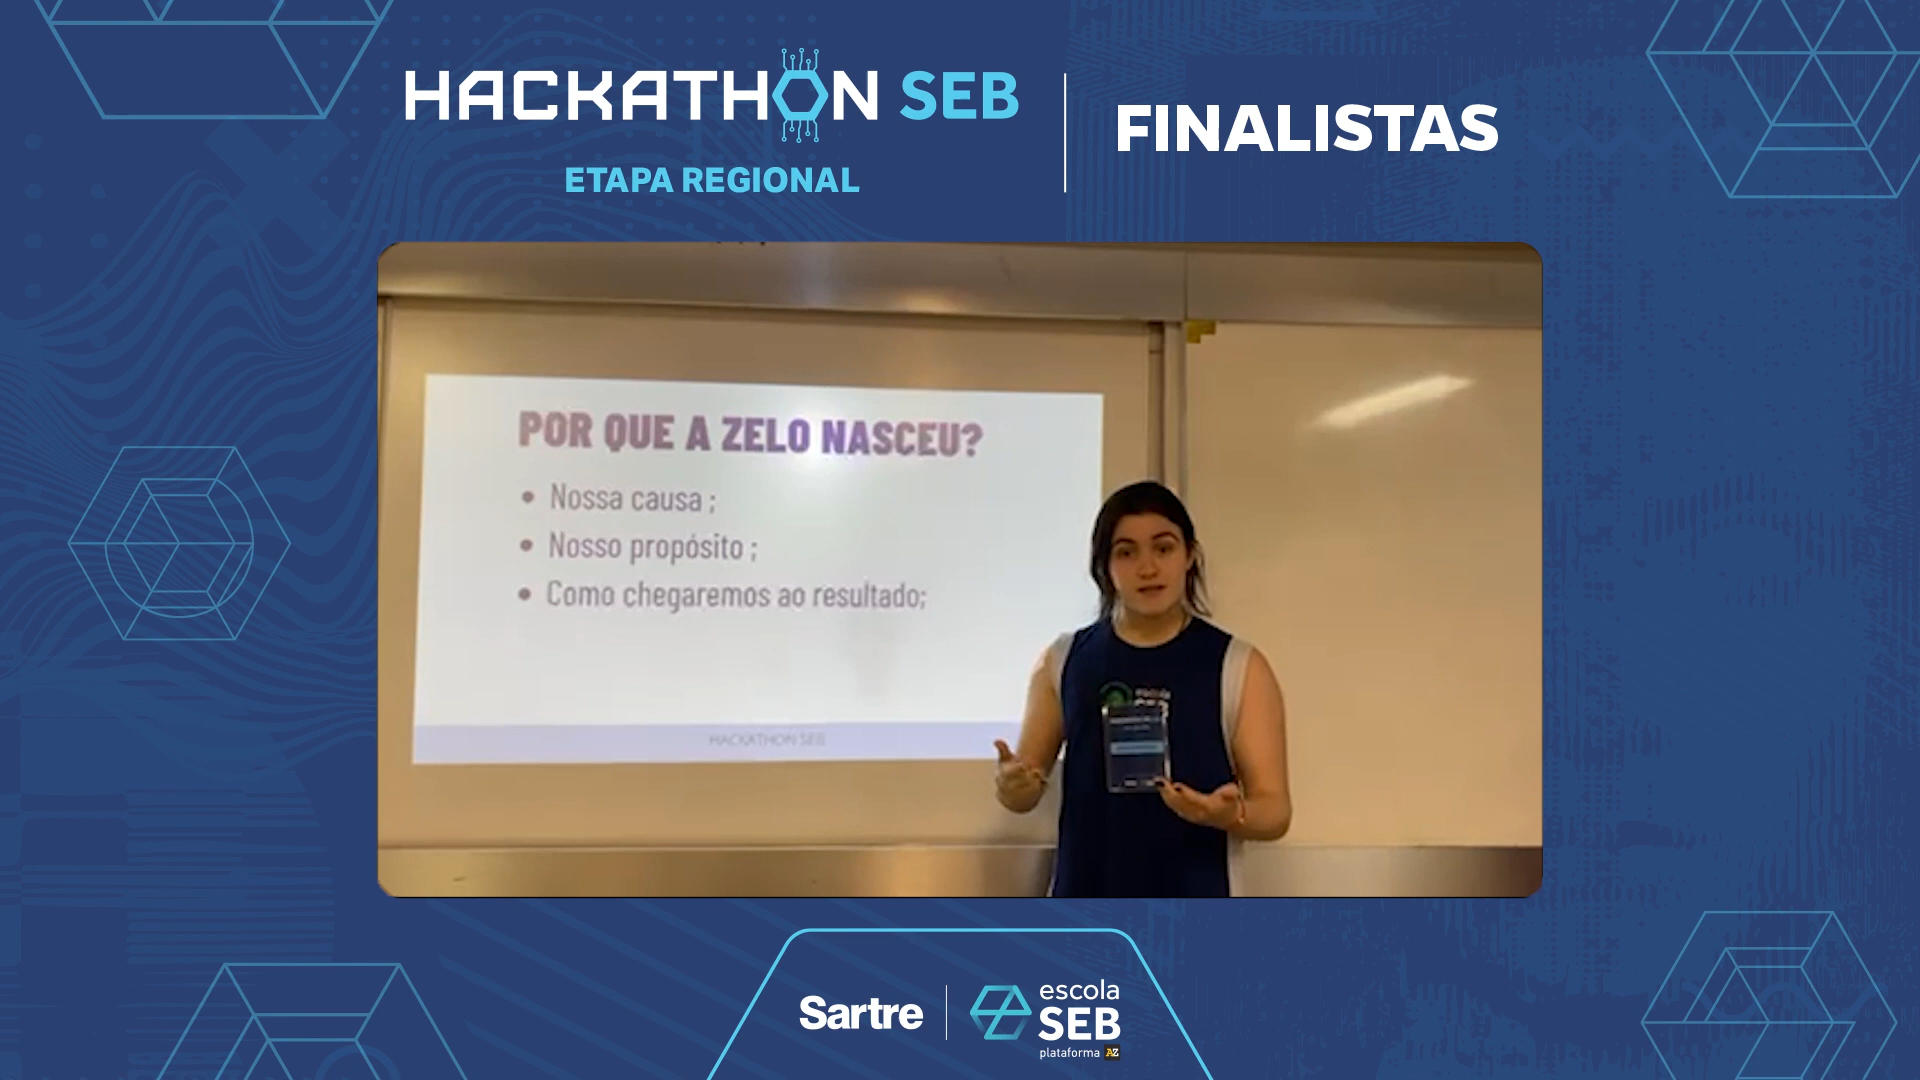 HACKATHON SEB
ETAPA REGIONAL
FINALISTAS
POR QUE A ZELO NASCEU?
• Nossa causa ;
• Nosso propósito ;
• Como chegaremos ao resultado;
HACKATHON SEB
Sartre
escola
SEB
plataforma AZ